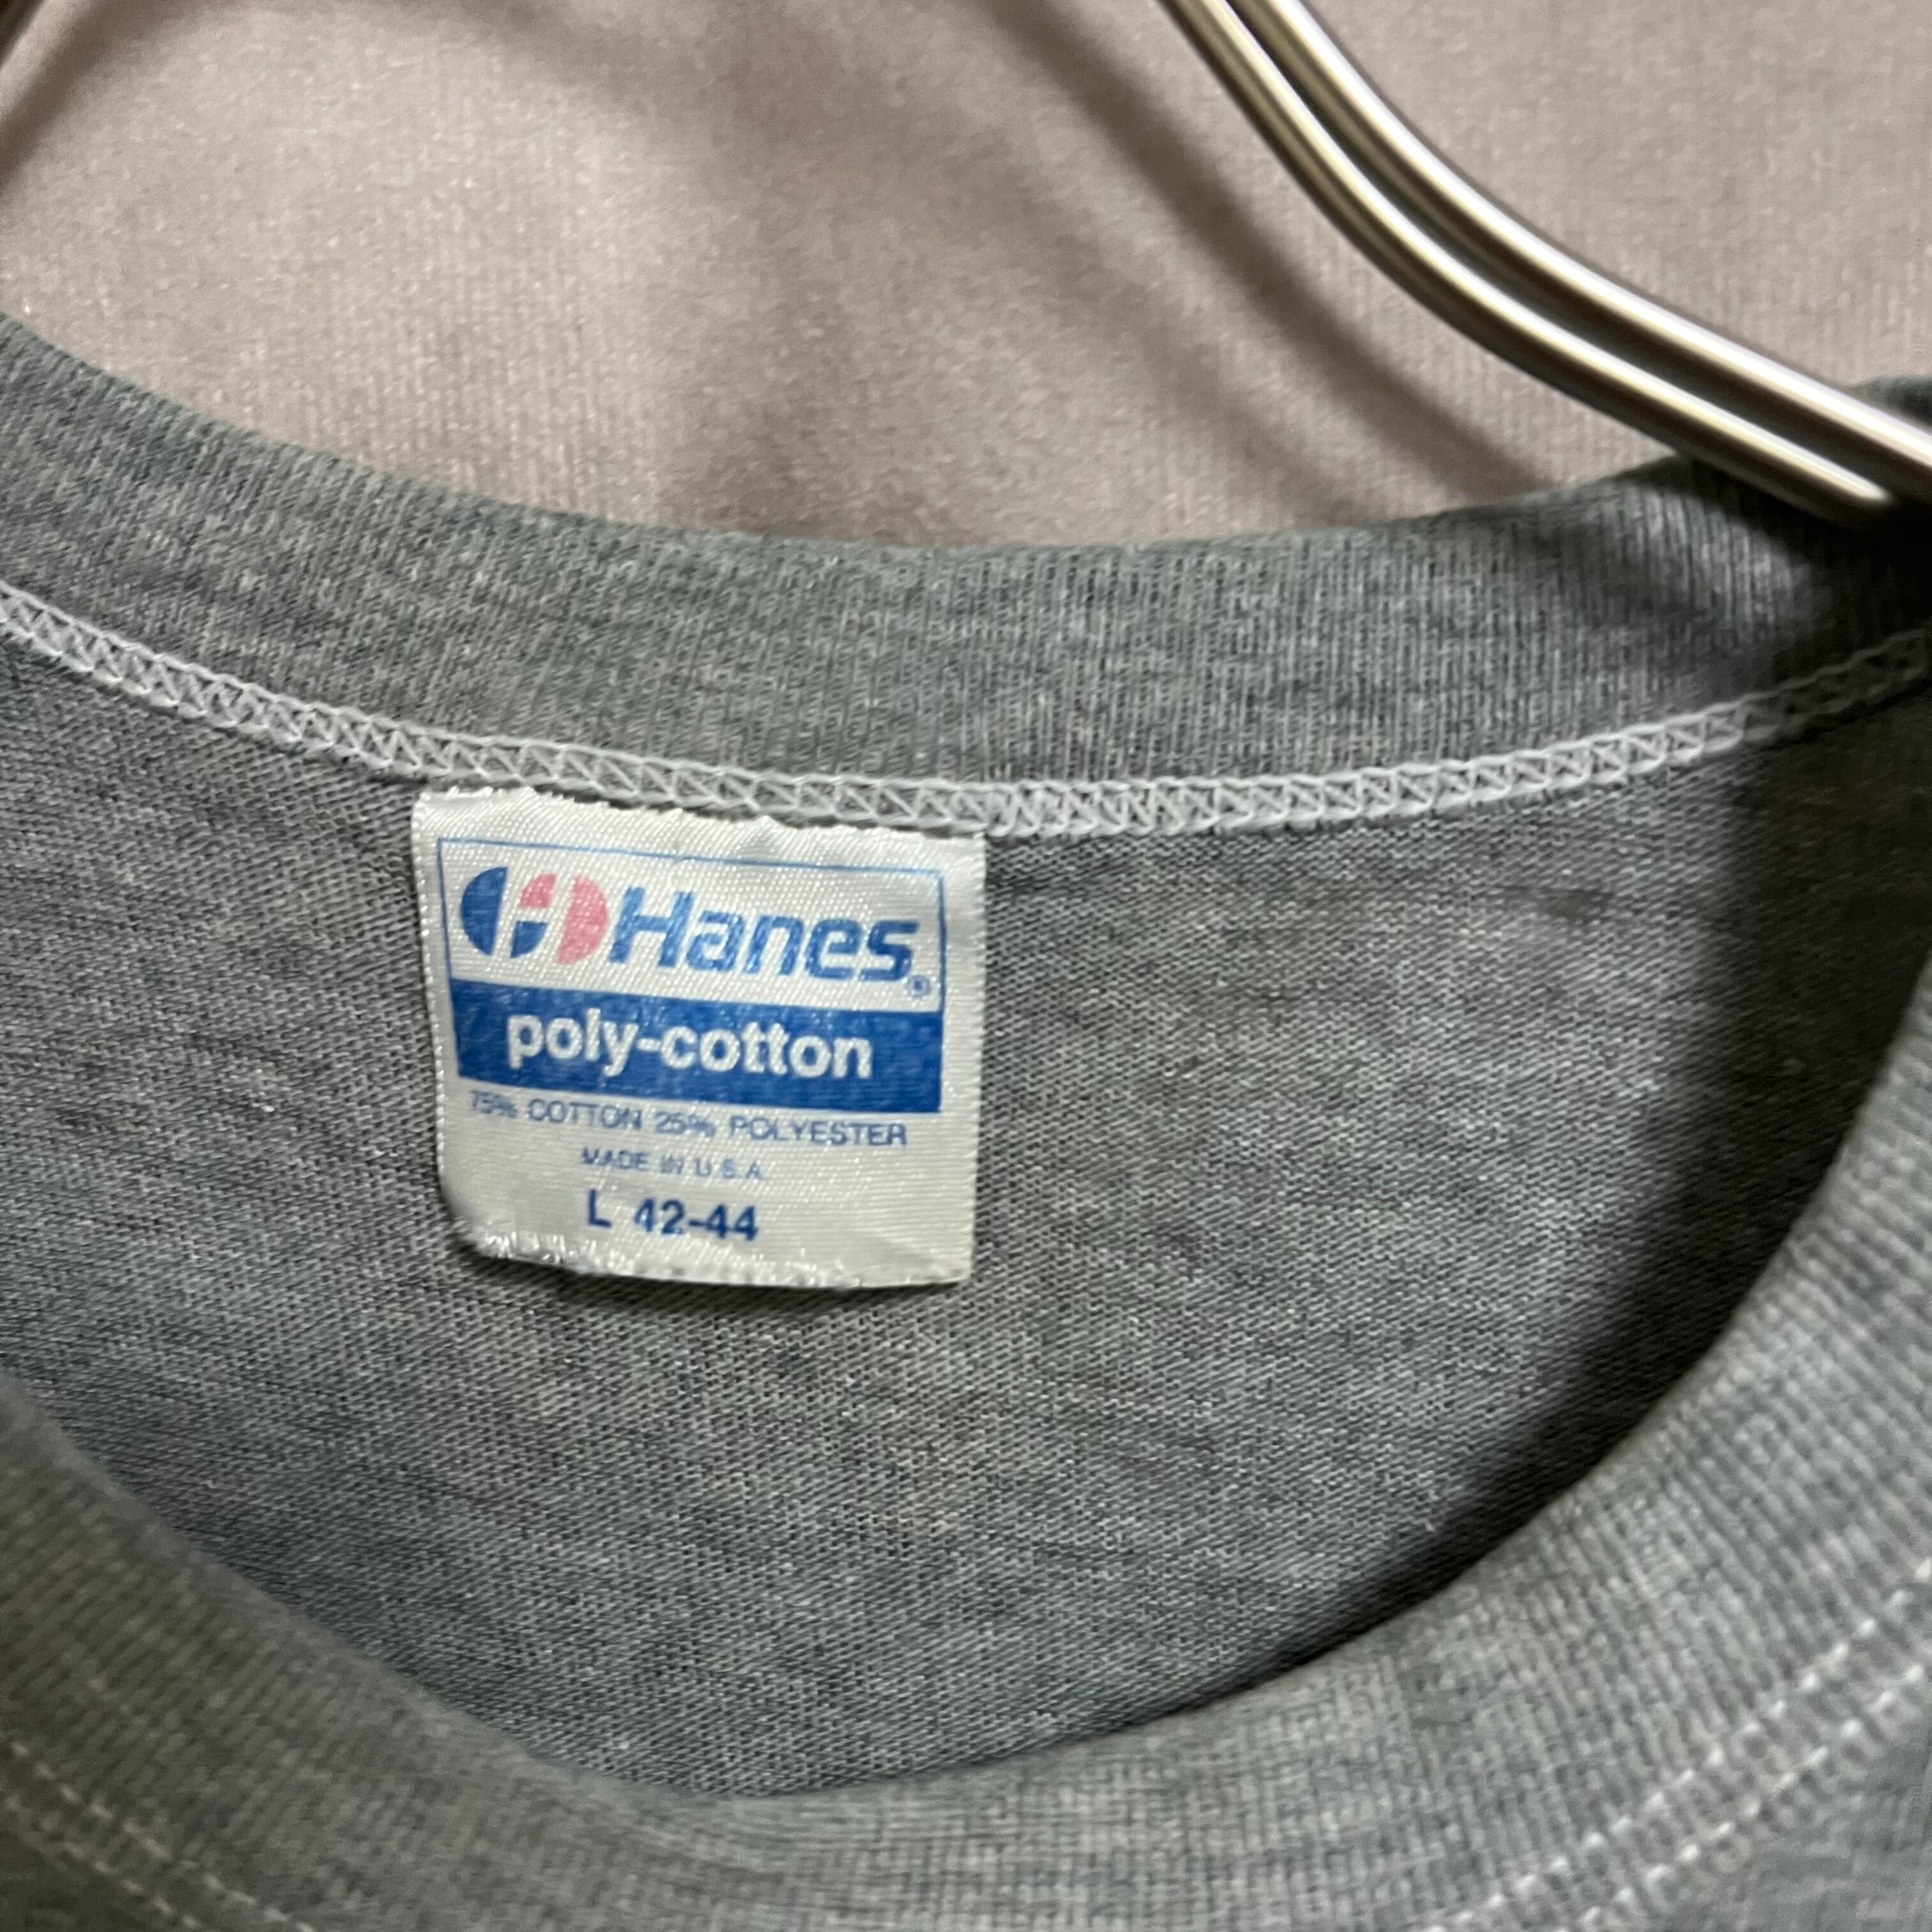 Hanes®
poly-cotton
75% COTTON 25% POLYESTER
MADE IN U.S.A.
L 42-44